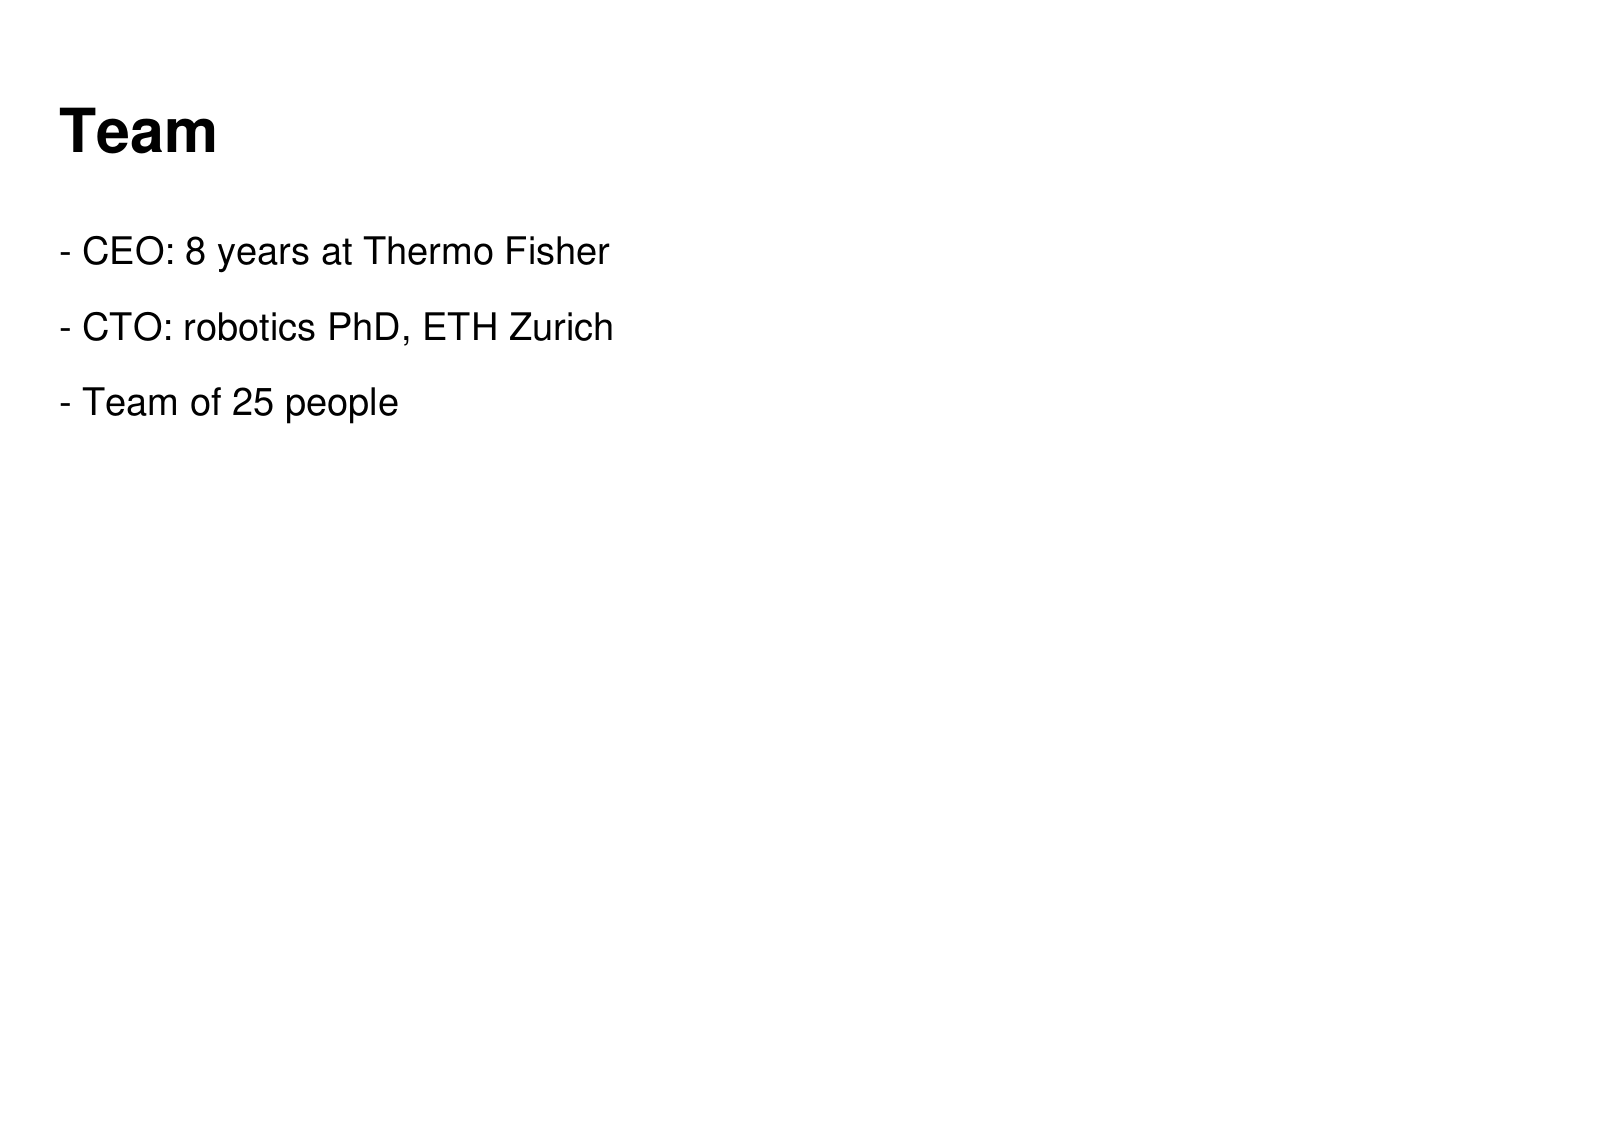 Team
- CEO: 8 years at Thermo Fisher
- CTO: robotics PhD, ETH Zurich
- Team of 25 people